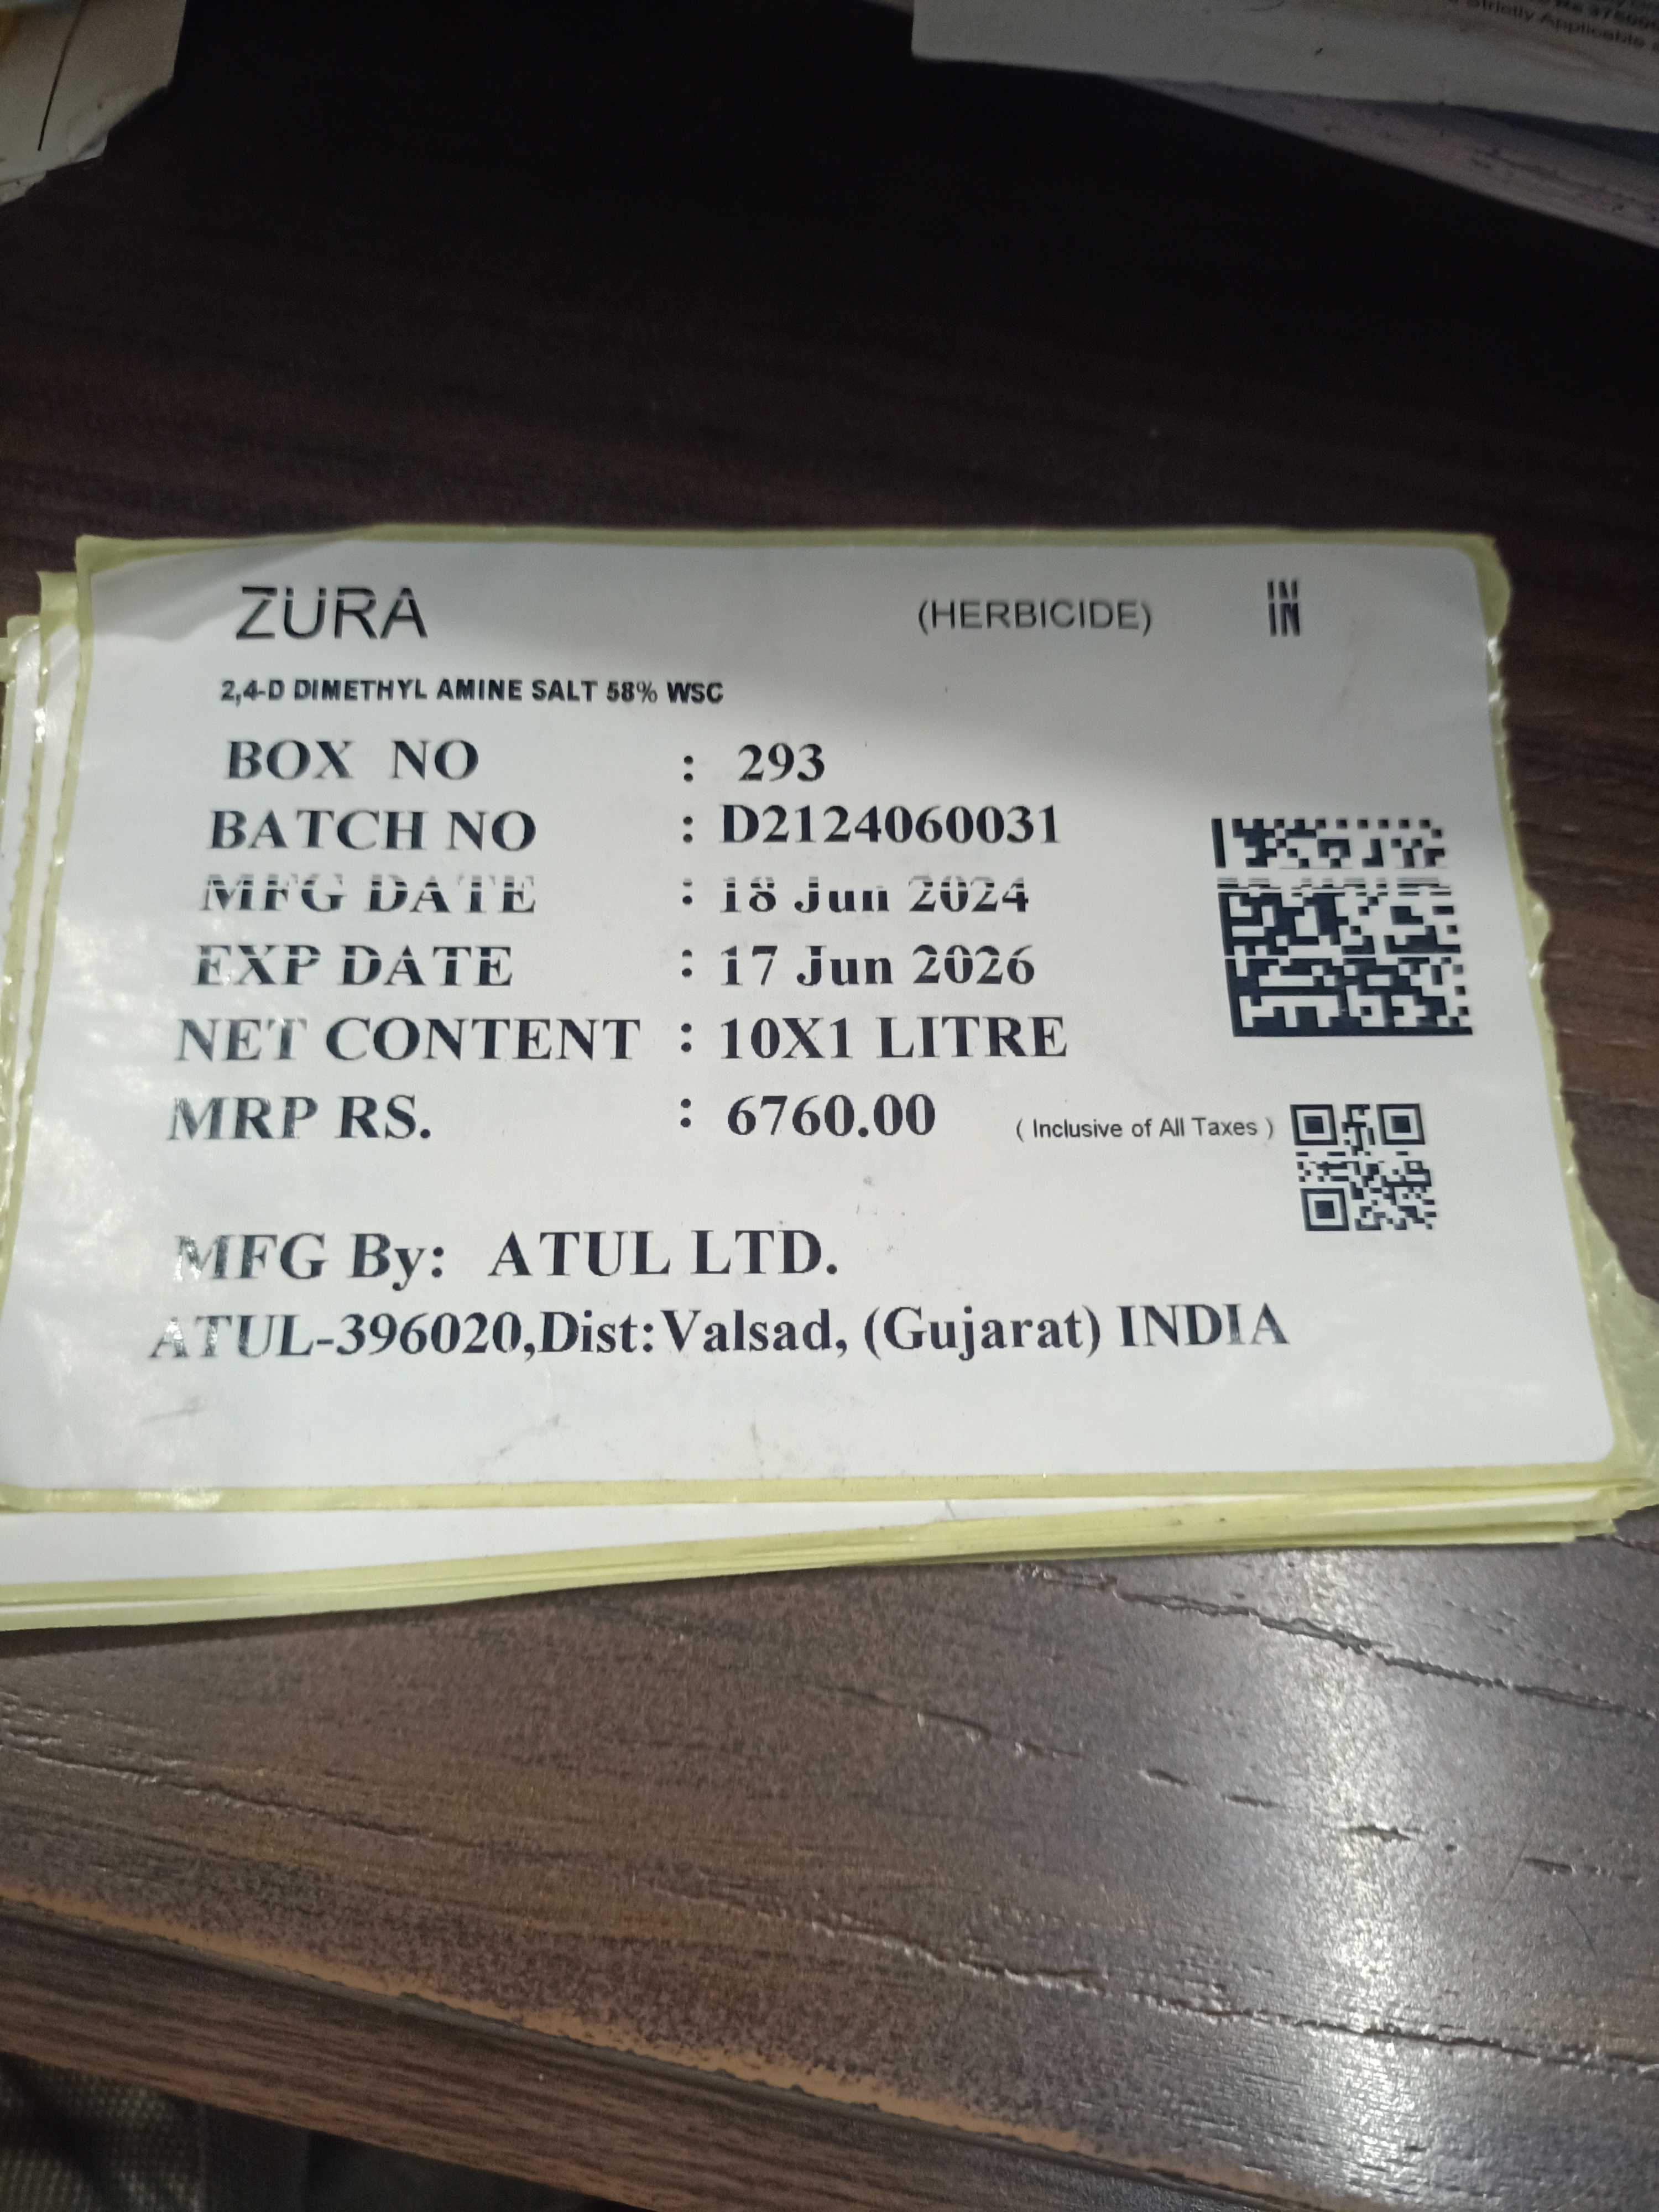 Strictly Applicable
ZURA (HERBICIDE) IN
2,4-D DIMETHYL AMINE SALT 58% WSC
BOX NO : 293
BATCH NO : D2124060031
MFG DATE : 18 Jun 2024
EXP DATE : 17 Jun 2026
NET CONTENT : 10X1 LITRE
MRP RS. : 6760.00 ( Inclusive of All Taxes )
MFG By: ATUL LTD.
ATUL-396020,Dist:Valsad, (Gujarat) INDIA